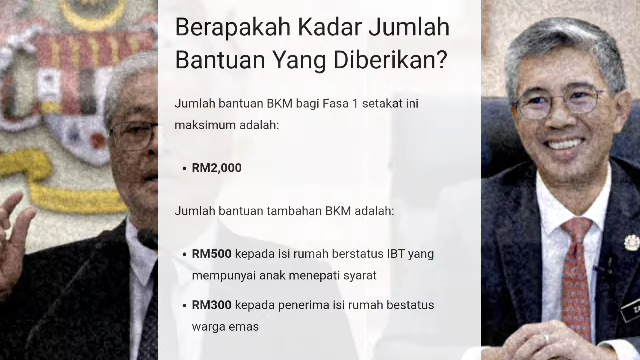 Berapakah Kadar Jumlah
Bantuan Yang Diberikan?
Jumlah bantuan BKM bagi Fasa 1 setakat ini
maksimum adalah:
• RM2,000
Jumlah bantuan tambahan BKM adalah:
• RM500 kepada isi rumah berstatus IBT yang
mempunyai anak menepati syarat
• RM300 kepada penerima isi rumah bestatus
warga emas